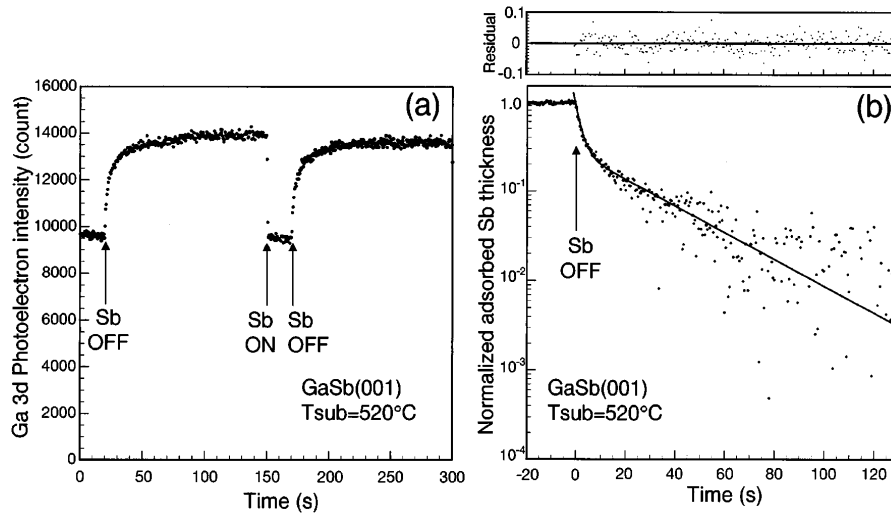 (a)
Ga 3d Photoelectron intensity (count)
16000
14000
12000
10000
8000
6000
4000
2000
0
Sb
OFF
Sb
ON
Sb
OFF
GaSb(001)
Tsub=520°C
0
50
100
150
200
250
300
Time (s)
Residual
0.1
0
-0.1
(b)
Normalized adsorbed Sb thickness
1.0
10-1
10-2
10-3
10-4
Sb
OFF
GaSb(001)
Tsub=520°C
-20
0
20
40
60
80
100
120
Time (s)